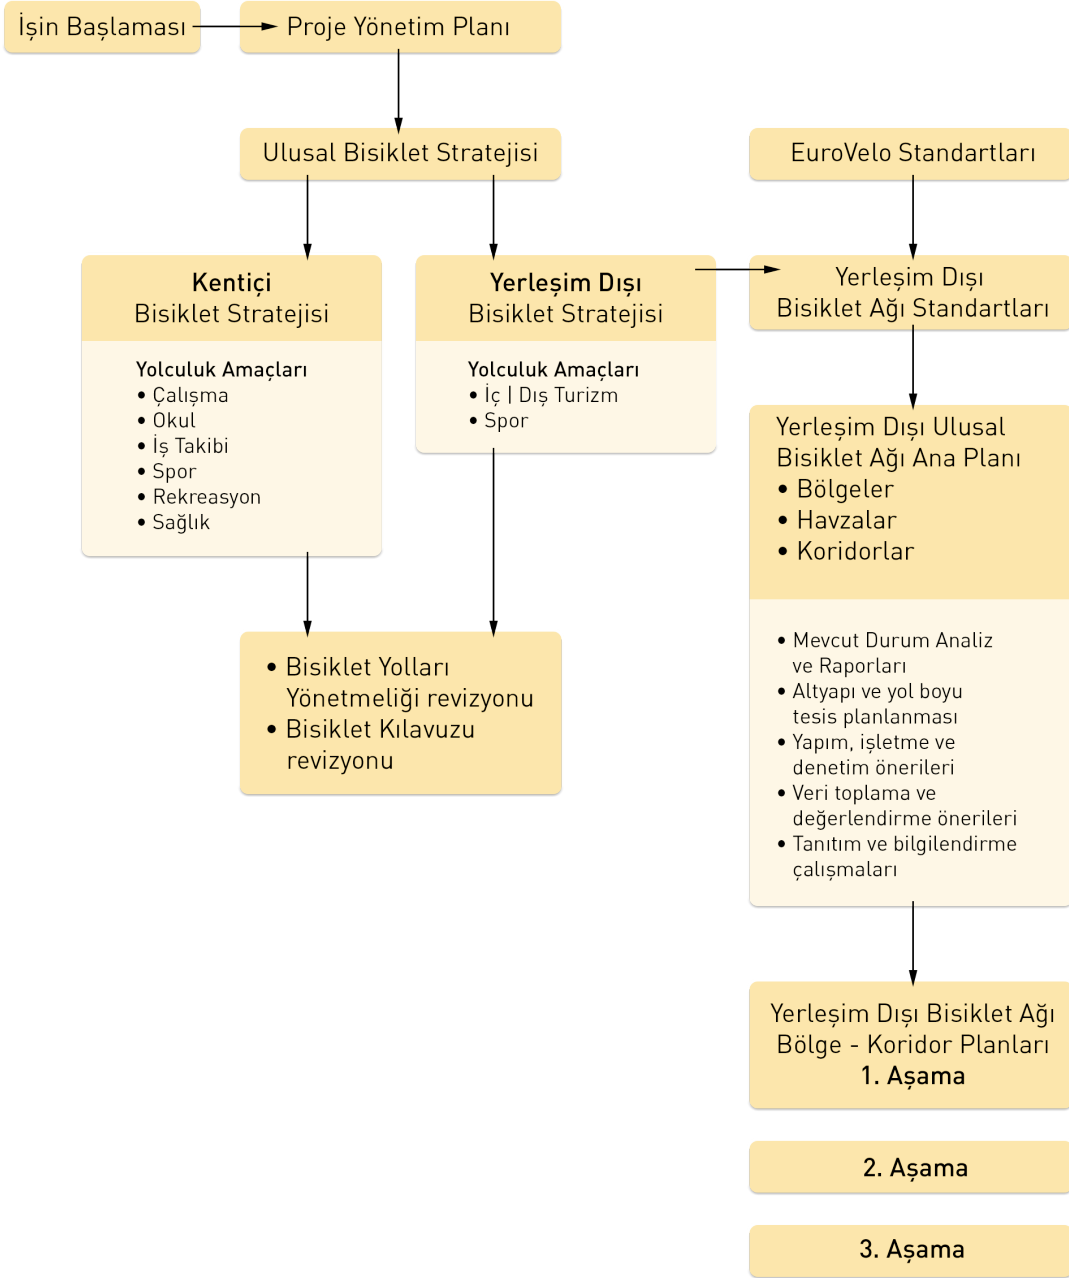 İşin Başlaması
Proje Yönetim Planı
Ulusal Bisiklet Stratejisi
EuroVelo Standartları
Kentiçi
Bisiklet Stratejisi
Yolculuk Amaçları
• Çalışma
• Okul
• İş Takibi
• Spor
• Rekreasyon
• Sağlık
Yerleşim Dışı
Bisiklet Stratejisi
Yolculuk Amaçları
• İç | Dış Turizm
• Spor
Yerleşim Dışı
Bisiklet Ağı Standartları
• Bisiklet Yolları
Yönetmeliği revizyonu
• Bisiklet Kılavuzu
revizyonu
Yerleşim Dışı Ulusal
Bisiklet Ağı Ana Planı
• Bölgeler
• Havzalar
• Koridorlar
• Mevcut Durum Analiz
ve Raporları
• Altyapı ve yol boyu
tesis planlanması
• Yapım, işletme ve
denetim önerileri
• Veri toplama ve
değerlendirme önerileri
• Tanıtım ve bilgilendirme
çalışmaları
Yerleşim Dışı Bisiklet Ağı
Bölge - Koridor Planları
1. Aşama
2. Aşama
3. Aşama